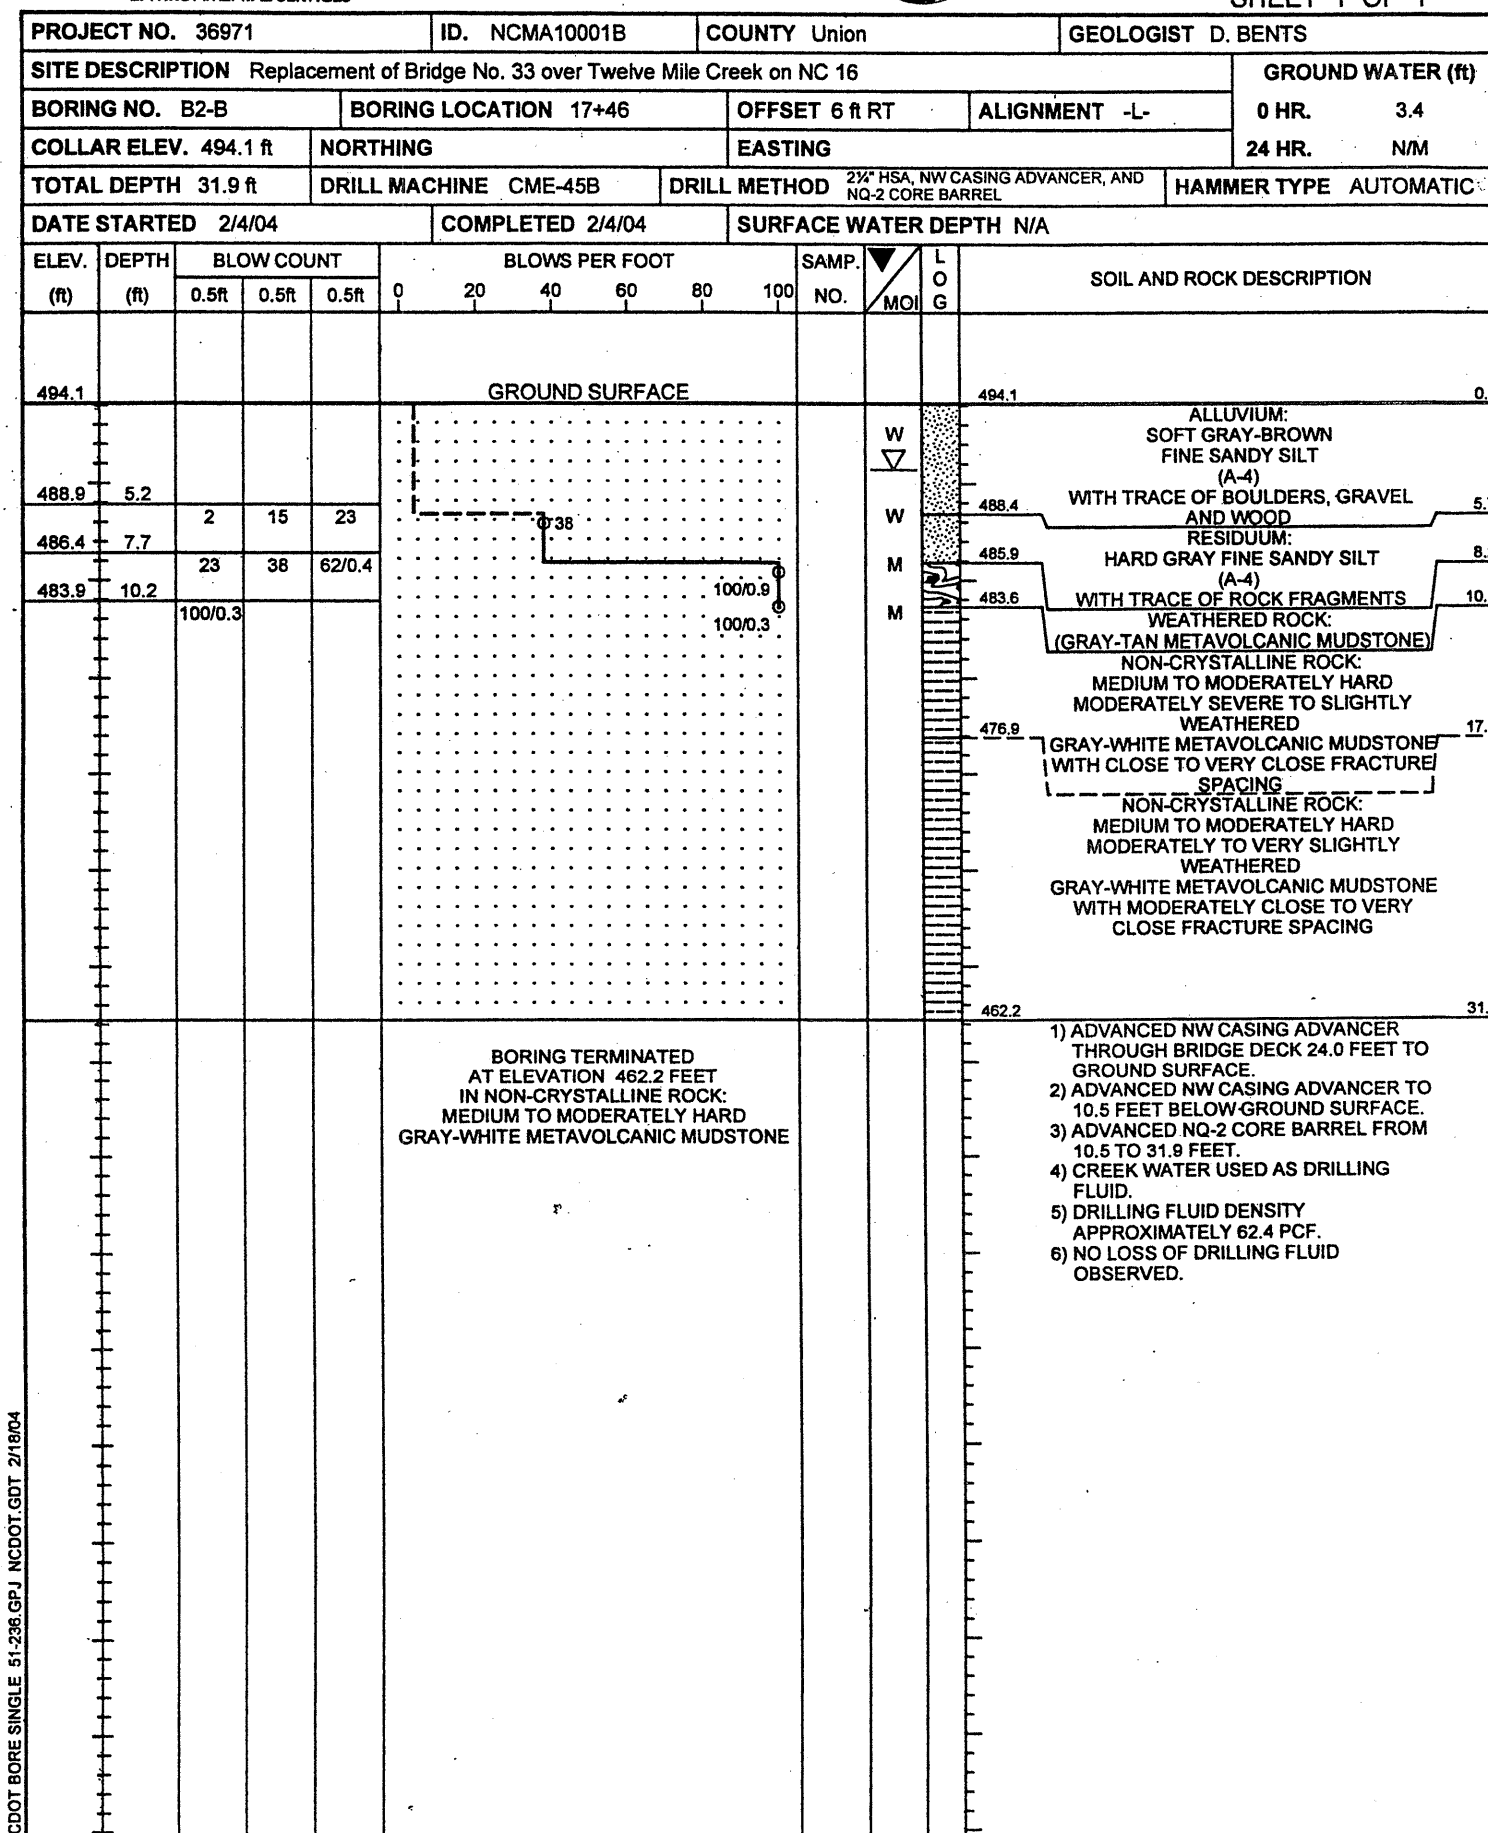 PROJECT NO. 36971 ID. NCMA10001B COUNTY Union GEOLOGIST D. BENTS
SITE DESCRIPTION Replacement of Bridge No. 33 over Twelve Mile Creek on NC 16 GROUND WATER (ft)
BORING NO. B2-B BORING LOCATION 17+46 OFFSET 6 ft RT ALIGNMENT -L- 0 HR. 3.4
COLLAR ELEV. 494.1 ft NORTHING EASTING 24 HR. N/M
TOTAL DEPTH 31.9 ft DRILL MACHINE CME-45B DRILL METHOD 2¼" HSA, NW CASING ADVANCER, AND
NQ-2 CORE BARREL HAMMER TYPE AUTOMATIC
DATE STARTED 2/4/04 COMPLETED 2/4/04 SURFACE WATER DEPTH N/A
ELEV. DEPTH BLOW COUNT BLOWS PER FOOT SAMP. L
O SOIL AND ROCK DESCRIPTION
(ft) (ft) 0.5ft 0.5ft 0.5ft 0 20 40 60 80 100 NO. MOI G
494.1 GROUND SURFACE 494.1 0.
ALLUVIUM:
W SOFT GRAY-BROWN
FINE SANDY SILT
(A-4)
488.9 5.2 488.4 WITH TRACE OF BOULDERS, GRAVEL 5.
2 15 23 38 W AND WOOD
RESIDUUM:
486.4 7.7 485.9 HARD GRAY FINE SANDY SILT 8.
23 38 62/0.4 M
(A-4)
483.9 10.2 100/0.9 483.6 WITH TRACE OF ROCK FRAGMENTS 10.
100/0.3 100/0.3 M WEATHERED ROCK:
(GRAY-TAN METAVOLCANIC MUDSTONE)
NON-CRYSTALLINE ROCK:
MEDIUM TO MODERATELY HARD
MODERATELY SEVERE TO SLIGHTLY
476.9 WEATHERED 17.
GRAY-WHITE METAVOLCANIC MUDSTONE
WITH CLOSE TO VERY CLOSE FRACTURE
SPACING
NON-CRYSTALLINE ROCK:
MEDIUM TO MODERATELY HARD
MODERATELY TO VERY SLIGHTLY
WEATHERED
GRAY-WHITE METAVOLCANIC MUDSTONE
WITH MODERATELY CLOSE TO VERY
CLOSE FRACTURE SPACING
462.2 31.
BORING TERMINATED
AT ELEVATION 462.2 FEET
IN NON-CRYSTALLINE ROCK:
MEDIUM TO MODERATELY HARD
GRAY-WHITE METAVOLCANIC MUDSTONE
1) ADVANCED NW CASING ADVANCER
THROUGH BRIDGE DECK 24.0 FEET TO
GROUND SURFACE.
2) ADVANCED NW CASING ADVANCER TO
10.5 FEET BELOW GROUND SURFACE.
3) ADVANCED NQ-2 CORE BARREL FROM
10.5 TO 31.9 FEET.
4) CREEK WATER USED AS DRILLING
FLUID.
5) DRILLING FLUID DENSITY
APPROXIMATELY 62.4 PCF.
6) NO LOSS OF DRILLING FLUID
OBSERVED.
CDOT BORE SINGLE 51-236.GPJ NCDOT.GDT 2/18/04